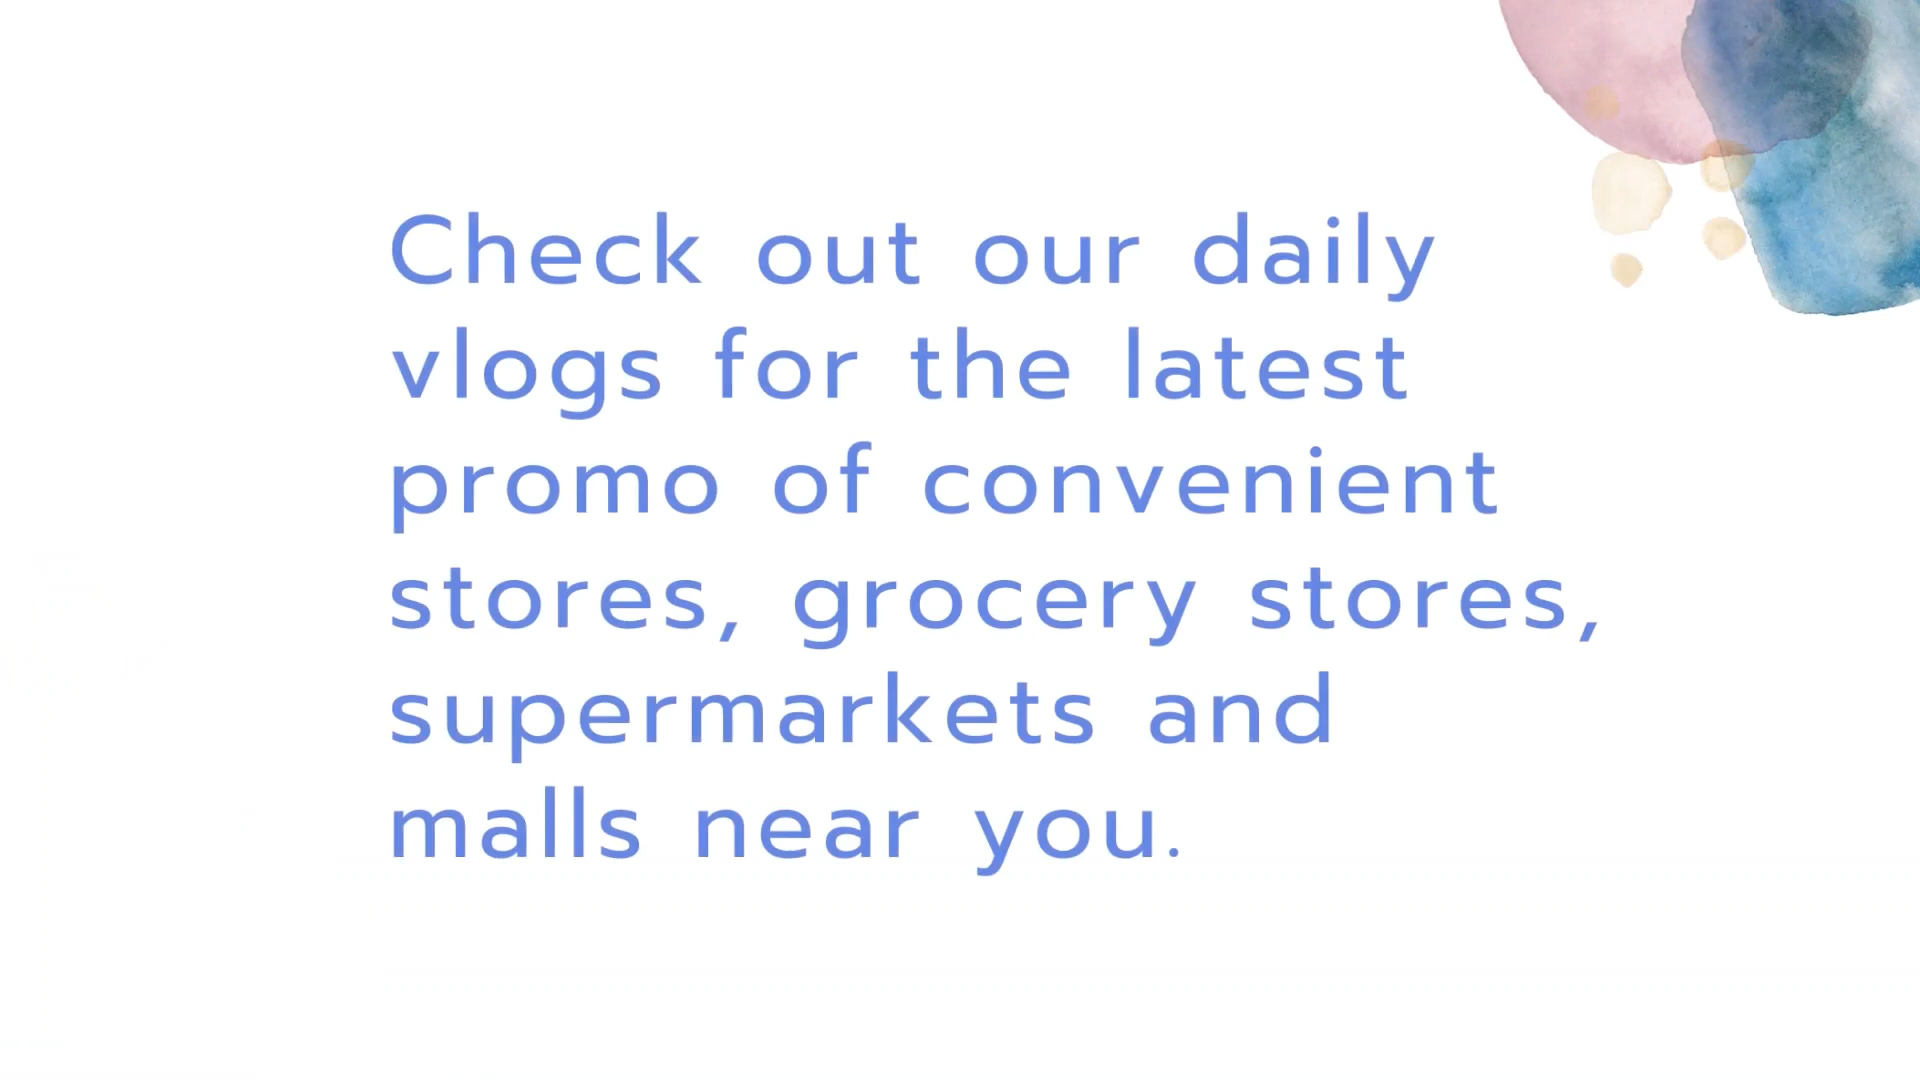 Check out our daily
vlogs for the latest
promo of convenient
stores, grocery stores,
supermarkets and
malls near you.